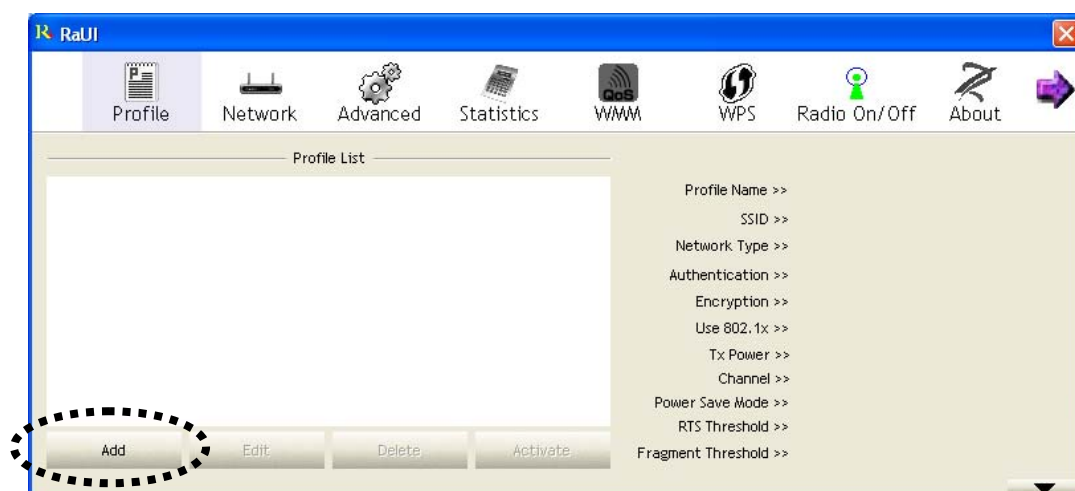 RaUI
Profile Network Advanced Statistics QoS WMM WPS Radio On/Off About
Profile List
Profile Name >>
SSID >>
Network Type >>
Authentication >>
Encryption >>
Use 802.1x >>
Tx Power >>
Channel >>
Power Save Mode >>
RTS Threshold >>
Fragment Threshold >>
Add Edit Delete Activate